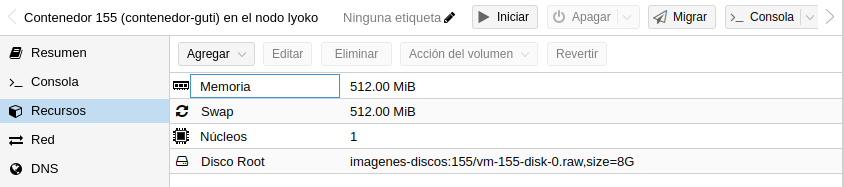 Contenedor 155 (contenedor-guti) en el nodo lyoko Ninguna etiqueta Iniciar Apagar Migrar Consola
Resumen
Consola
Recursos
Red
DNS
Agregar Editar Eliminar Acción del volumen Revertir
Memoria 512.00 MiB
Swap 512.00 MiB
Núcleos 1
Disco Root imagenes-discos:155/vm-155-disk-0.raw,size=8G